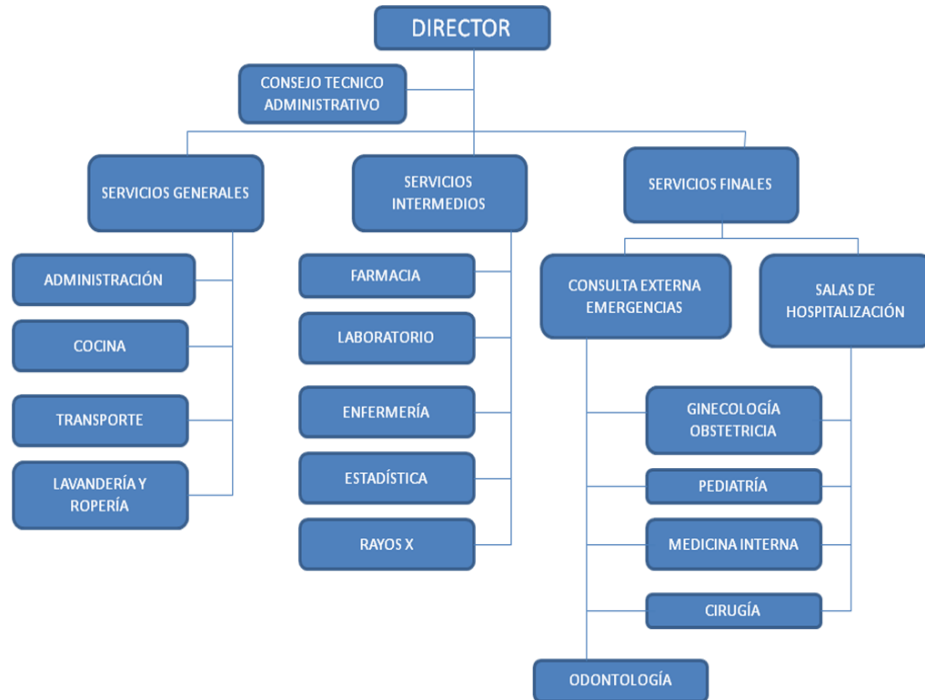 DIRECTOR
CONSEJO TECNICO
ADMINISTRATIVO
SERVICIOS GENERALES
SERVICIOS
INTERMEDIOS
SERVICIOS FINALES
ADMINISTRACIÓN
COCINA
TRANSPORTE
LAVANDERÍA Y
ROPERÍA
FARMACIA
LABORATORIO
ENFERMERÍA
ESTADÍSTICA
RAYOS X
CONSULTA EXTERNA
EMERGENCIAS
SALAS DE
HOSPITALIZACIÓN
GINECOLOGÍA
OBSTETRICIA
PEDIATRÍA
MEDICINA INTERNA
CIRUGÍA
ODONTOLOGÍA